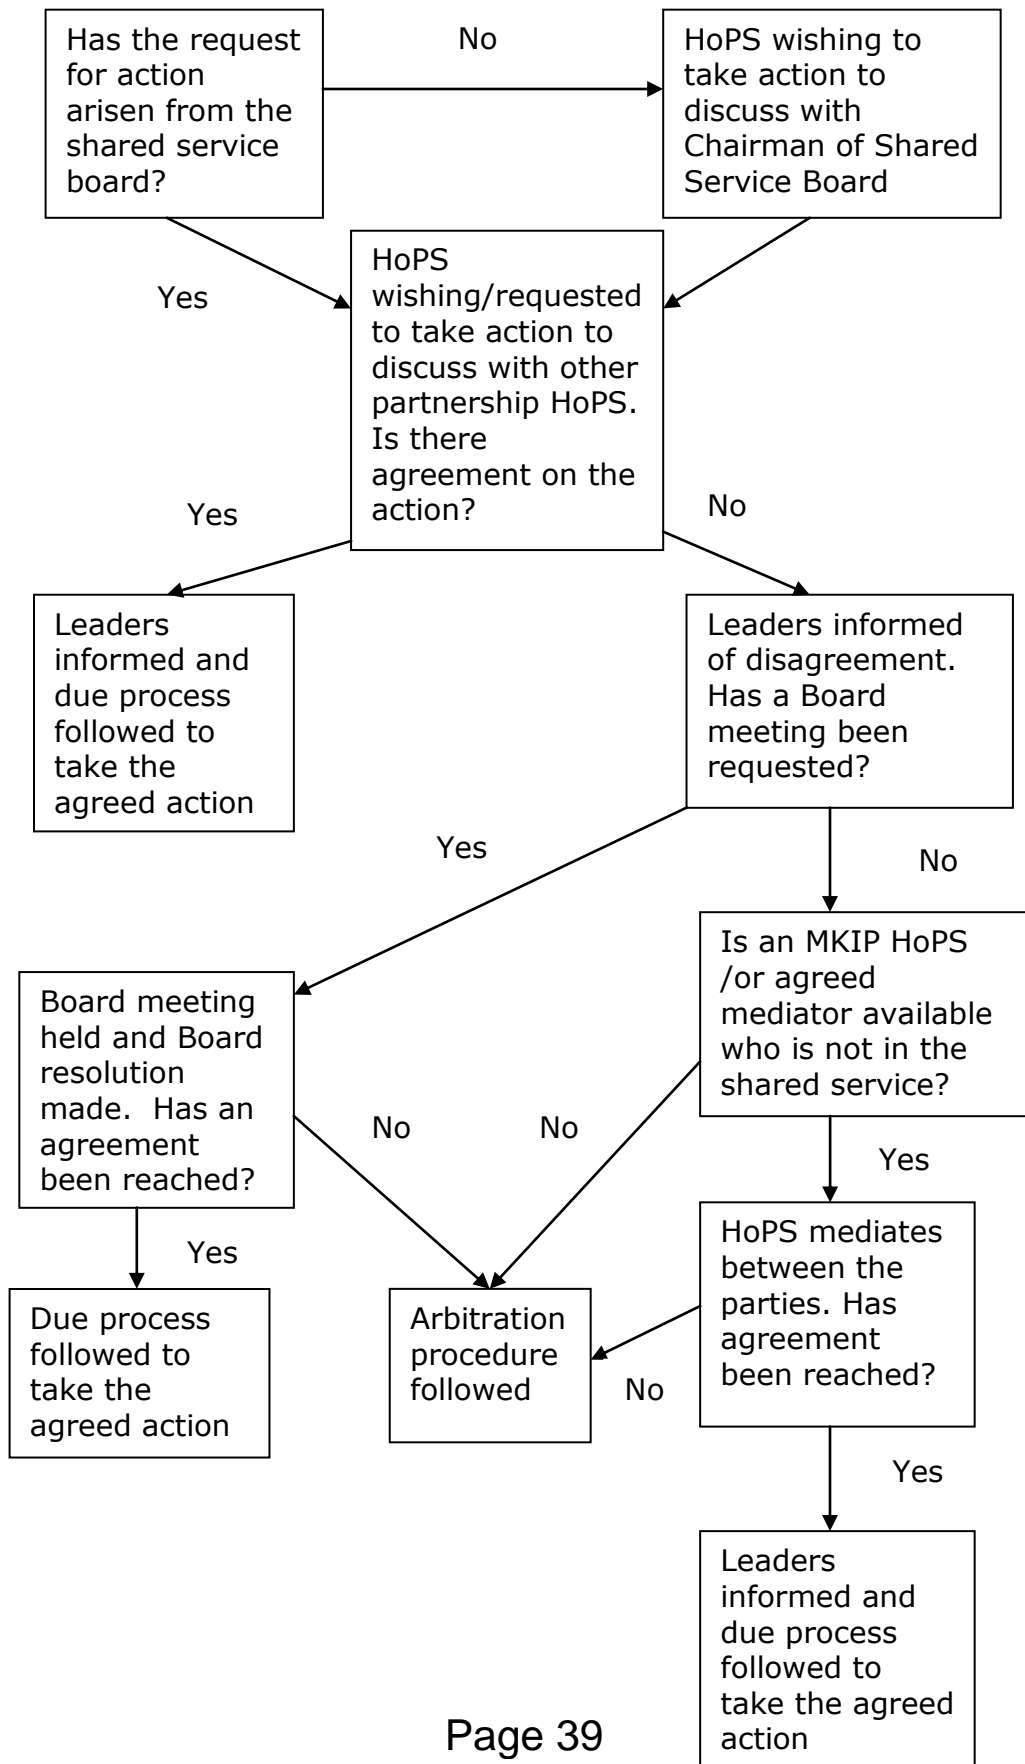 Has the request
for action
arisen from the
shared service
board?
No
HoPS wishing to
take action to
discuss with
Chairman of Shared
Service Board
Yes
HoPS
wishing/requested
to take action to
discuss with other
partnership HoPS.
Is there
agreement on the
action?
Yes
No
Leaders
informed and
due process
followed to
take the
agreed action
Leaders informed
of disagreement.
Has a Board
meeting been
requested?
Yes
No
Board meeting
held and Board
resolution
made.  Has an
agreement
been reached?
Is an MKIP HoPS
/or agreed
mediator available
who is not in the
shared service?
No
No
Yes
Yes
Due process
followed to
take the
agreed action
Arbitration
procedure
followed
HoPS mediates
between the
parties. Has
agreement
been reached?
No
Yes
Leaders
informed and
due process
followed to
take the agreed
action
Page 39